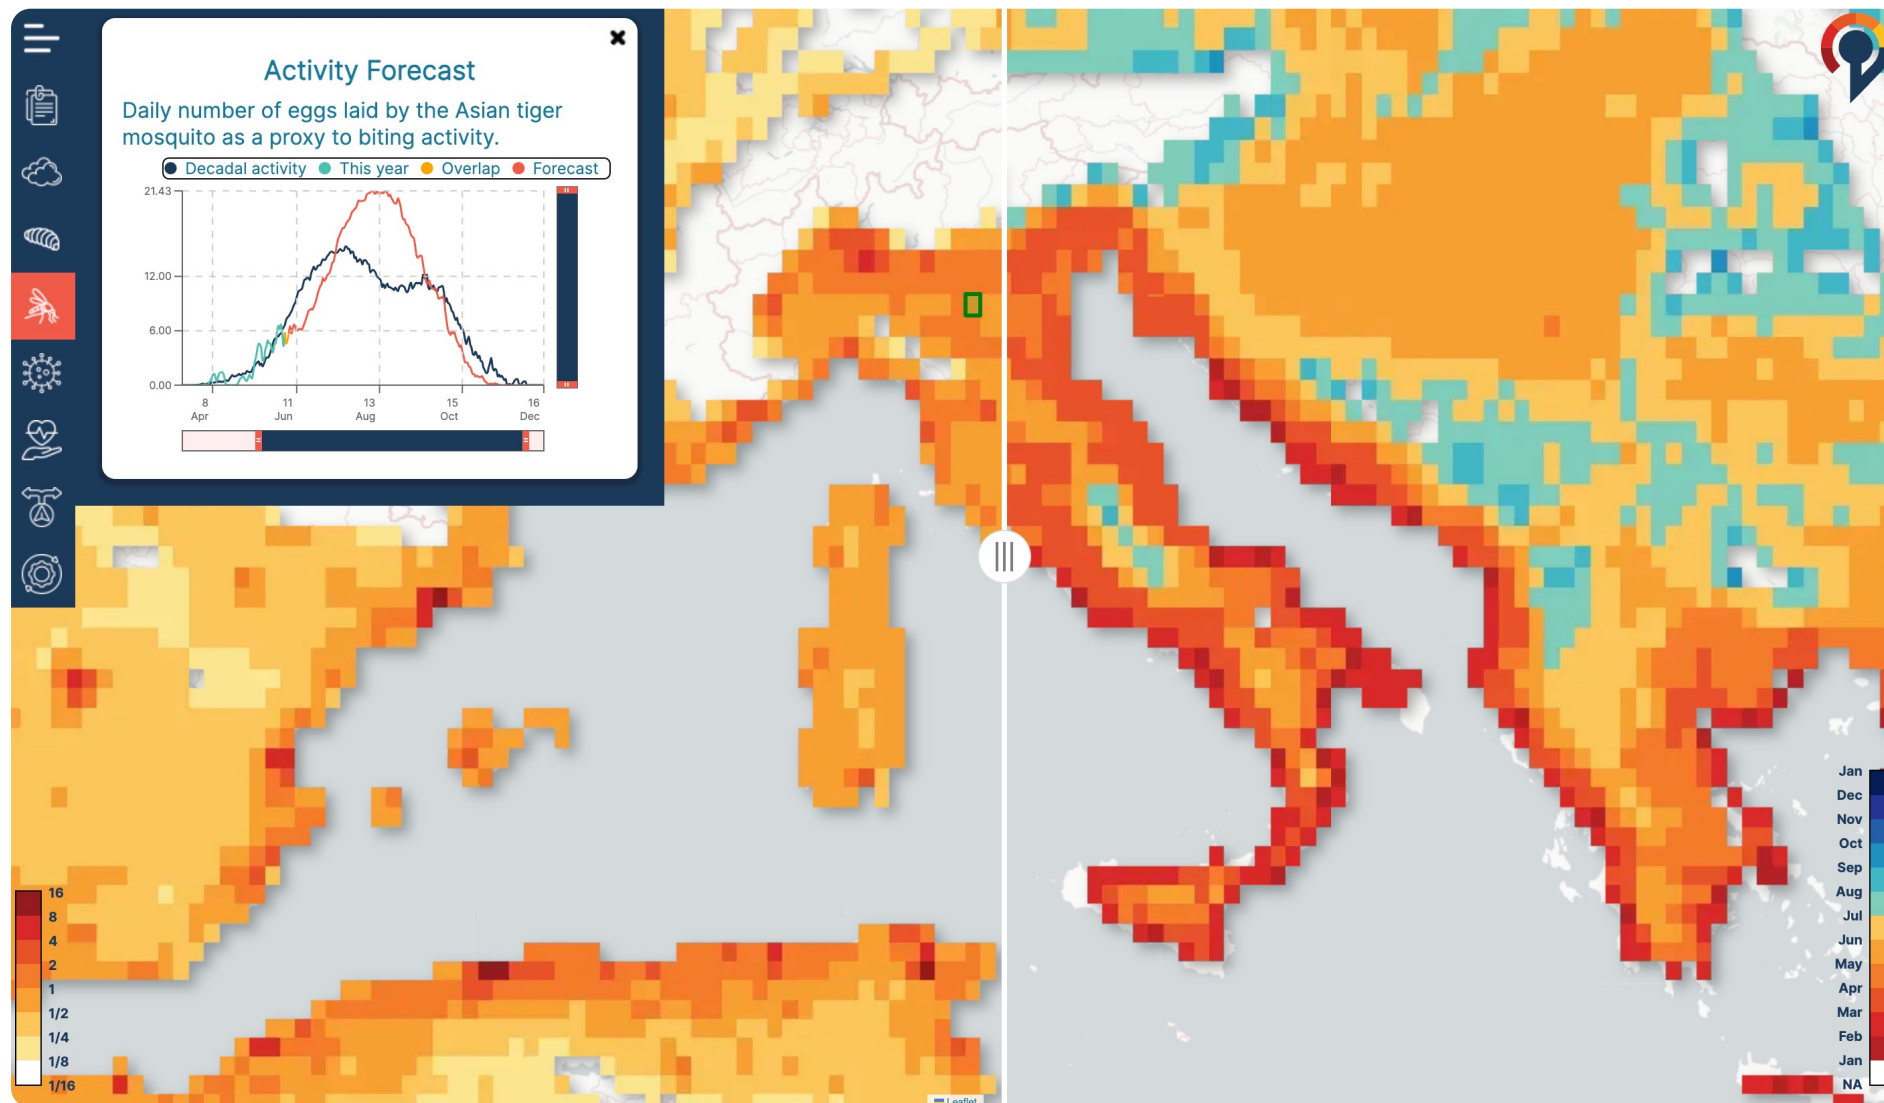 Activity Forecast
Daily number of eggs laid by the Asian tiger
mosquito as a proxy to biting activity.
Decadal activity This year Overlap Forecast
21.43
12.00
6.00
0.00
8 11 13 15 16
Apr Jun Aug Oct Dec
16
8
4
2
1
1/2
1/4
1/8
1/16
Jan
Dec
Nov
Oct
Sep
Aug
Jul
Jun
May
Apr
Mar
Feb
Jan
NA
Leaflet